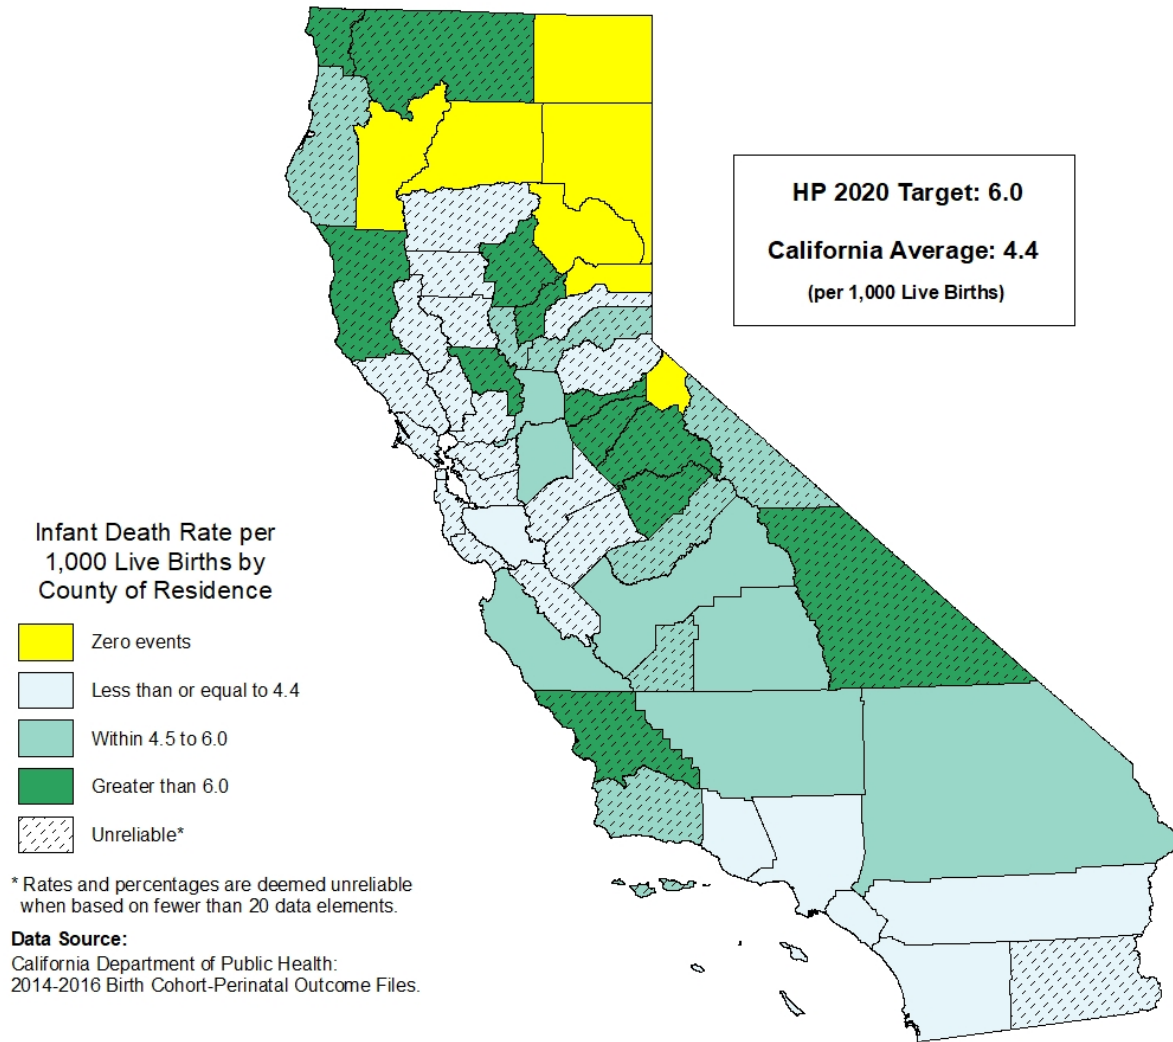 HP 2020 Target: 6.0
California Average: 4.4
(per 1,000 Live Births)
Infant Death Rate per
1,000 Live Births by
County of Residence
Zero events
Less than or equal to 4.4
Within 4.5 to 6.0
Greater than 6.0
Unreliable*
* Rates and percentages are deemed unreliable
when based on fewer than 20 data elements.
Data Source:
California Department of Public Health:
2014-2016 Birth Cohort-Perinatal Outcome Files.